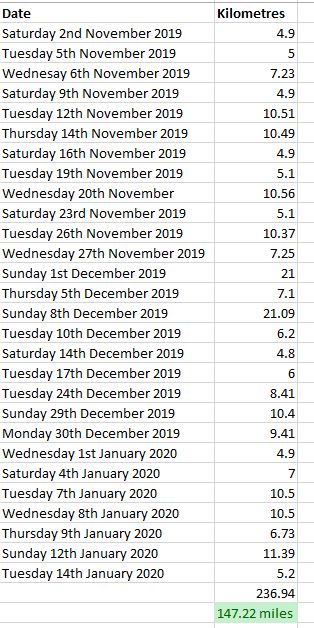 Date Kilometres
Saturday 2nd November 2019 4.9
Tuesday 5th November 2019 5
Wednesay 6th November 2019 7.23
Saturday 9th November 2019 4.9
Tuesday 12th November 2019 10.51
Thursday 14th November 2019 10.49
Saturday 16th November 2019 4.9
Tuesday 19th November 2019 5.1
Wednesday 20th November 10.56
Saturday 23rd November 2019 5.1
Tuesday 26th November 2019 10.37
Wednesday 27th November 2019 7.25
Sunday 1st December 2019 21
Thursday 5th December 2019 7.1
Sunday 8th December 2019 21.09
Tuesday 10th December 2019 6.2
Saturday 14th December 2019 4.8
Tuesday 17th December 2019 6
Tuesday 24th December 2019 8.41
Sunday 29th December 2019 10.4
Monday 30th December 2019 9.41
Wednesday 1st January 2020 4.9
Saturday 4th January 2020 7
Tuesday 7th January 2020 10.5
Wednesday 8th January 2020 10.5
Thursday 9th January 2020 6.73
Sunday 12th January 2020 11.39
Tuesday 14th January 2020 5.2
236.94
147.22 miles